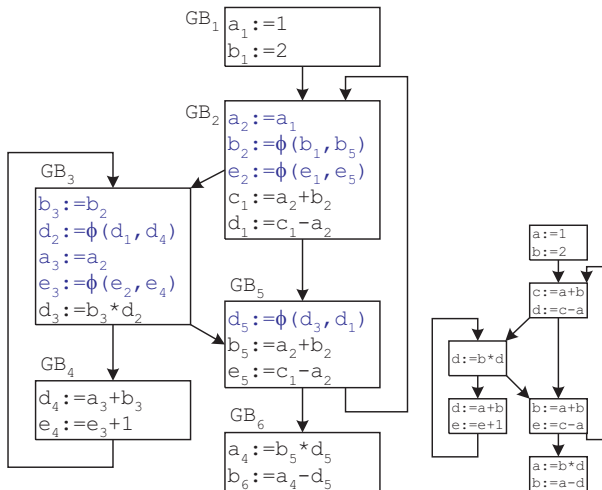 GB₁
a₁:=1
b₁:=2
GB₂
a₂:=a₁
b₂:=ϕ(b₁,b₅)
e₂:=ϕ(e₁,e₅)
c₁:=a₂+b₂
d₁:=c₁-a₂
GB₃
b₃:=b₂
d₂:=ϕ(d₁,d₄)
a₃:=a₂
e₃:=ϕ(e₂,e₄)
d₃:=b₃*d₂
GB₅
d₅:=ϕ(d₃,d₁)
b₅:=a₂+b₂
e₅:=c₁-a₂
GB₄
d₄:=a₃+b₃
e₄:=e₃+1
GB₆
a₄:=b₅*d₅
b₆:=a₄-d₅
a:=1
b:=2
c:=a+b
d:=c-a
d:=b*d
d:=a+b
e:=e+1
b:=a+b
e:=c-a
a:=b*d
b:=a-d